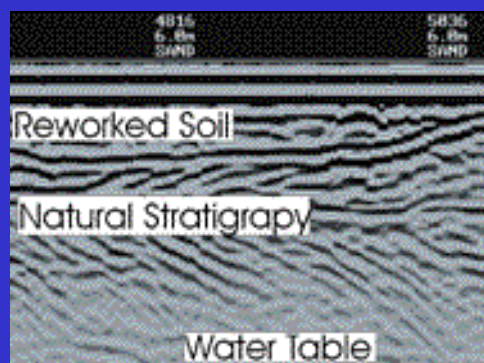 4816 5036
6.0m 6.0m
SAND SAND
Reworked Soil
Natural Stratigrapy
Water Table